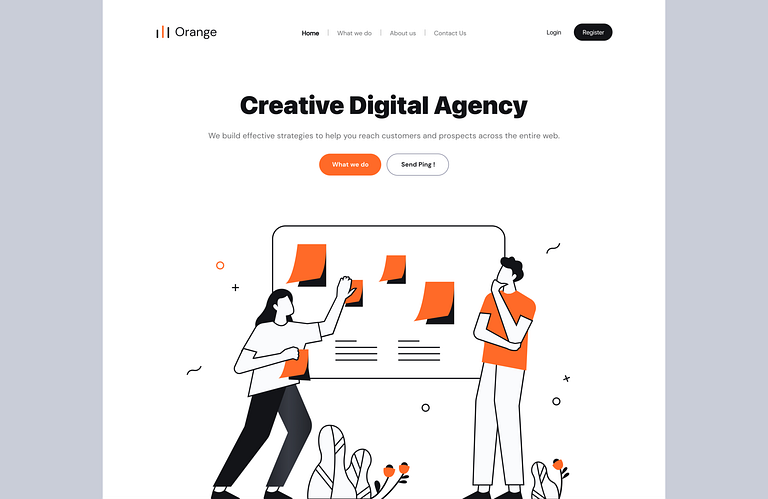 Orange
Home | What we do | About us | Contact Us
Login
Register
Creative Digital Agency
We build effective strategies to help you reach customers and prospects across the entire web.
What we do
Send Ping !